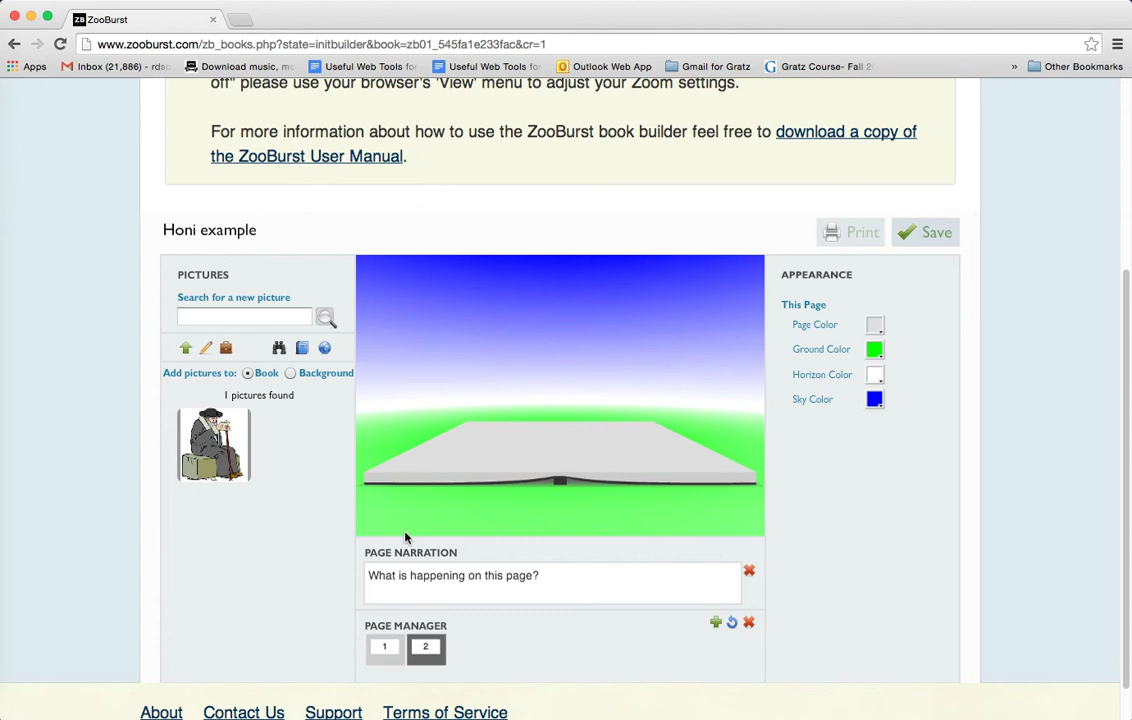 ZB ZooBurst
www.zooburst.com/zb_books.php?state=initbuilder&book=zb01_545fa1e233fac&cr=1
Apps Inbox (21,886) - rdsc Download music, mo Useful Web Tools for Useful Web Tools for Outlook Web App Gmail for Gratz Gratz Course- Fall 2 » Other Bookmarks
off" please use your browser's 'View' menu to adjust your Zoom settings.
For more information about how to use the ZooBurst book builder feel free to download a copy of
the ZooBurst User Manual.
Honi example
Print Save
PICTURES
Search for a new picture
Add pictures to: Book Background
1 pictures found
APPEARANCE
This Page
Page Color
Ground Color
Horizon Color
Sky Color
PAGE NARRATION
What is happening on this page?
PAGE MANAGER
1 2
About Contact Us Support Terms of Service